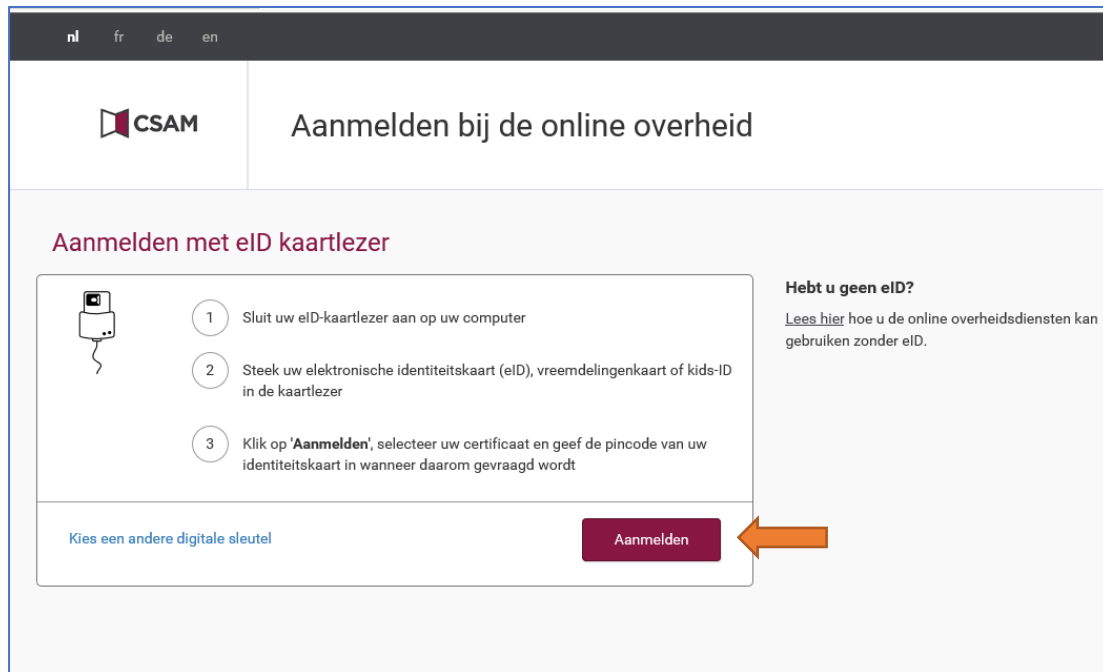 nl fr de en
CSAM
Aanmelden bij de online overheid
Aanmelden met eID kaartlezer
1 Sluit uw eID-kaartlezer aan op uw computer
2 Steek uw elektronische identiteitskaart (eID), vreemdelingenkaart of kids-ID
in de kaartlezer
3 Klik op 'Aanmelden', selecteer uw certificaat en geef de pincode van uw
identiteitskaart in wanneer daarom gevraagd wordt
Kies een andere digitale sleutel
Aanmelden
Hebt u geen eID?
Lees hier hoe u de online overheidsdiensten kan
gebruiken zonder eID.